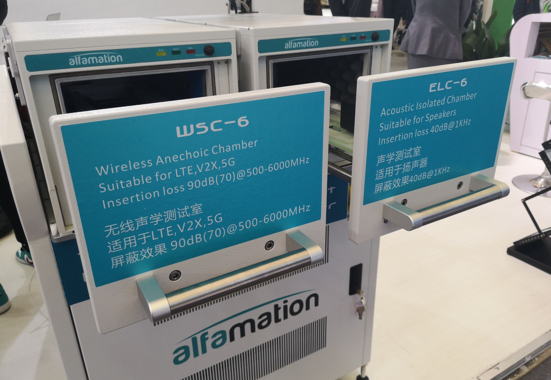 alfamation
alfamation
WSC-6
Wireless Anechoic Chamber
Suitable for LTE,V2X,5G
Insertion loss 90dB(70)@500-6000MHz
无线声学测试室
适用于LTE,V2X,5G
屏蔽效果 90dB(70)@500-6000MHz
ELC-6
Acoustic Isolated Chamber
Suitable for Speakers
Insertion loss 40dB@1KHz
声学测试室
适用于扬声器
屏蔽效果40dB@1KHz
alfamation